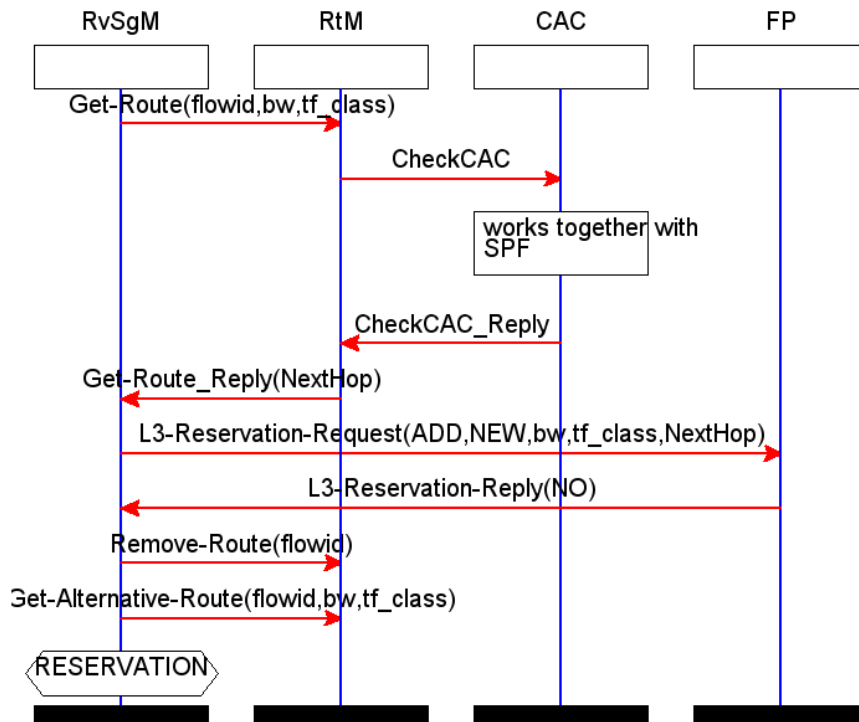 RvSgM RtM CAC FP
Get-Route(flowid,bw,tf_class)
CheckCAC
works together with
SPF
CheckCAC_Reply
Get-Route_Reply(NextHop)
L3-Reservation-Request(ADD,NEW,bw,tf_class,NextHop)
L3-Reservation-Reply(NO)
Remove-Route(flowid)
Get-Alternative-Route(flowid,bw,tf_class)
RESERVATION